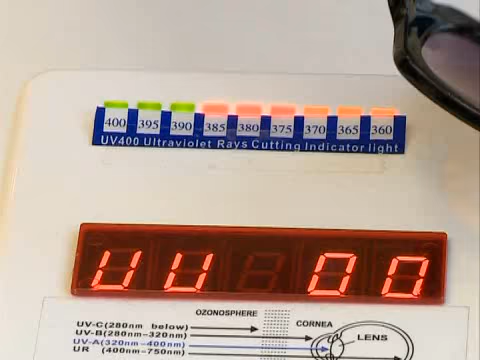 400 395 390 385 380 375 370 365 360
UV400 Ultraviolet Rays Cutting Indicator light
UU 00
OZONOSPHERE
UV-C(280nm below)
CORNEA
UV-B(280nm-320nm)
LENS
UV-A(320nm-400nm)
UR (400nm-750nm)